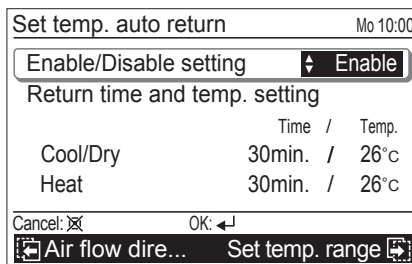 Set temp. auto return Mo 10:00
Enable/Disable setting Enable
Return time and temp. setting
Time / Temp.
Cool/Dry 30min. / 26°C
Heat 30min. / 26°C
Cancel: OK:
Air flow dire... Set temp. range